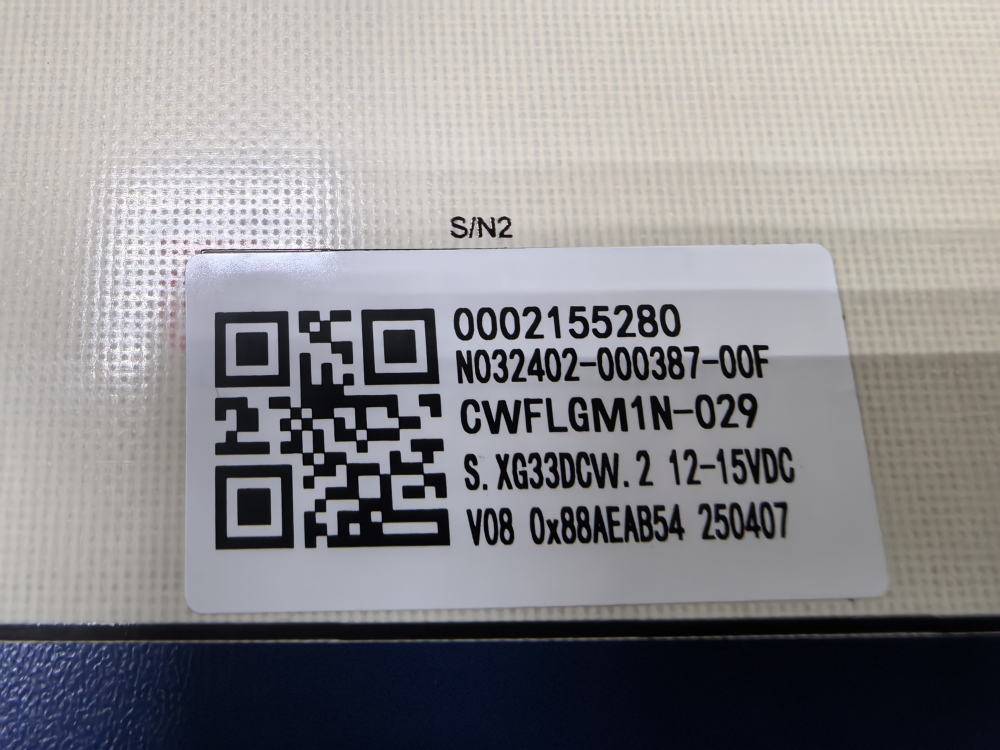 S/N2
0002155280
N032402-000387-00F
CWFLGM1N-029
S.XG33DCW.2 12-15VDC
V08 0x88AEAB54 250407